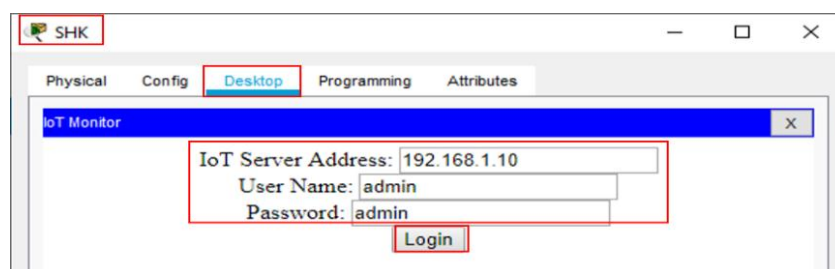 SHK
Physical Config Desktop Programming Attributes
IoT Monitor X
IoT Server Address: 192.168.1.10
User Name: admin
Password: admin
Login